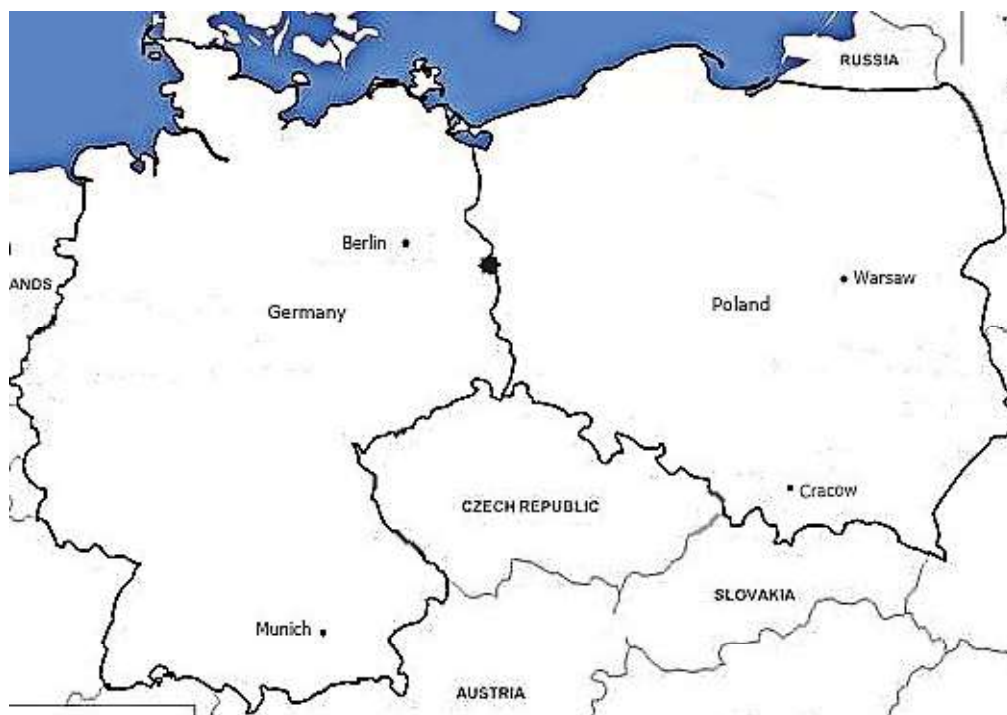 RUSSIA
Berlin
Warsaw
ANDS
Germany
Poland
Cracow
CZECH REPUBLIC
SLOVAKIA
Munich
AUSTRIA